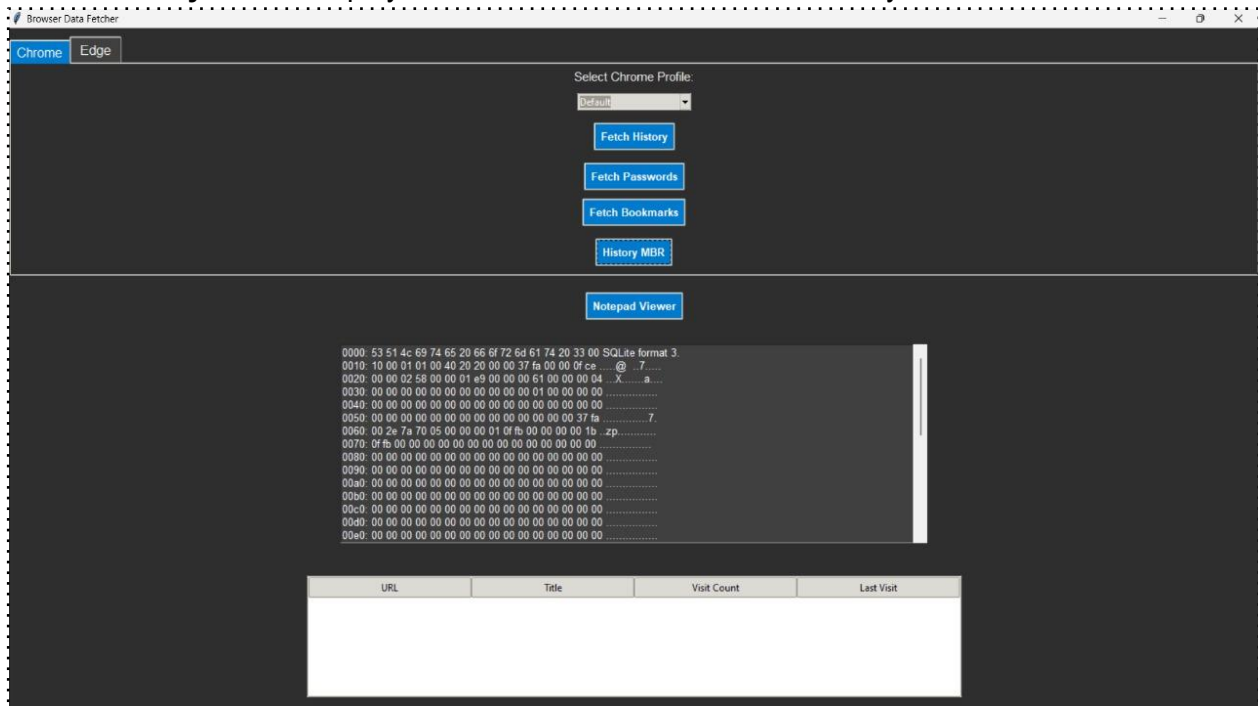 Browser Data Fetcher
Chrome
Edge
Select Chrome Profile:
Default
Fetch History
Fetch Passwords
Fetch Bookmarks
History MBR
Notepad Viewer
0000: 53 51 4c 69 74 65 20 66 6f 72 6d 61 74 20 33 00 SQLite format 3.
0010: 10 00 01 01 00 40 20 20 00 00 37 fa 00 00 0f ce .....@  ..7.....
0020: 00 00 02 58 00 00 01 e9 00 00 00 61 00 00 00 04 ...X.......a....
0030: 00 00 00 00 00 00 00 00 00 00 00 01 00 00 00 00 ................
0040: 00 00 00 00 00 00 00 00 00 00 00 00 00 00 00 00 ................
0050: 00 00 00 00 00 00 00 00 00 00 00 00 00 00 37 fa ..............7.
0060: 00 2e 7a 70 05 00 00 00 01 0f fb 00 00 00 00 1b ..zp............
0070: 0f fb 00 00 00 00 00 00 00 00 00 00 00 00 00 00 ................
0080: 00 00 00 00 00 00 00 00 00 00 00 00 00 00 00 00 ................
0090: 00 00 00 00 00 00 00 00 00 00 00 00 00 00 00 00 ................
00a0: 00 00 00 00 00 00 00 00 00 00 00 00 00 00 00 00 ................
00b0: 00 00 00 00 00 00 00 00 00 00 00 00 00 00 00 00 ................
00c0: 00 00 00 00 00 00 00 00 00 00 00 00 00 00 00 00 ................
00d0: 00 00 00 00 00 00 00 00 00 00 00 00 00 00 00 00 ................
00e0: 00 00 00 00 00 00 00 00 00 00 00 00 00 00 00 00 ................
URL Title Visit Count Last Visit